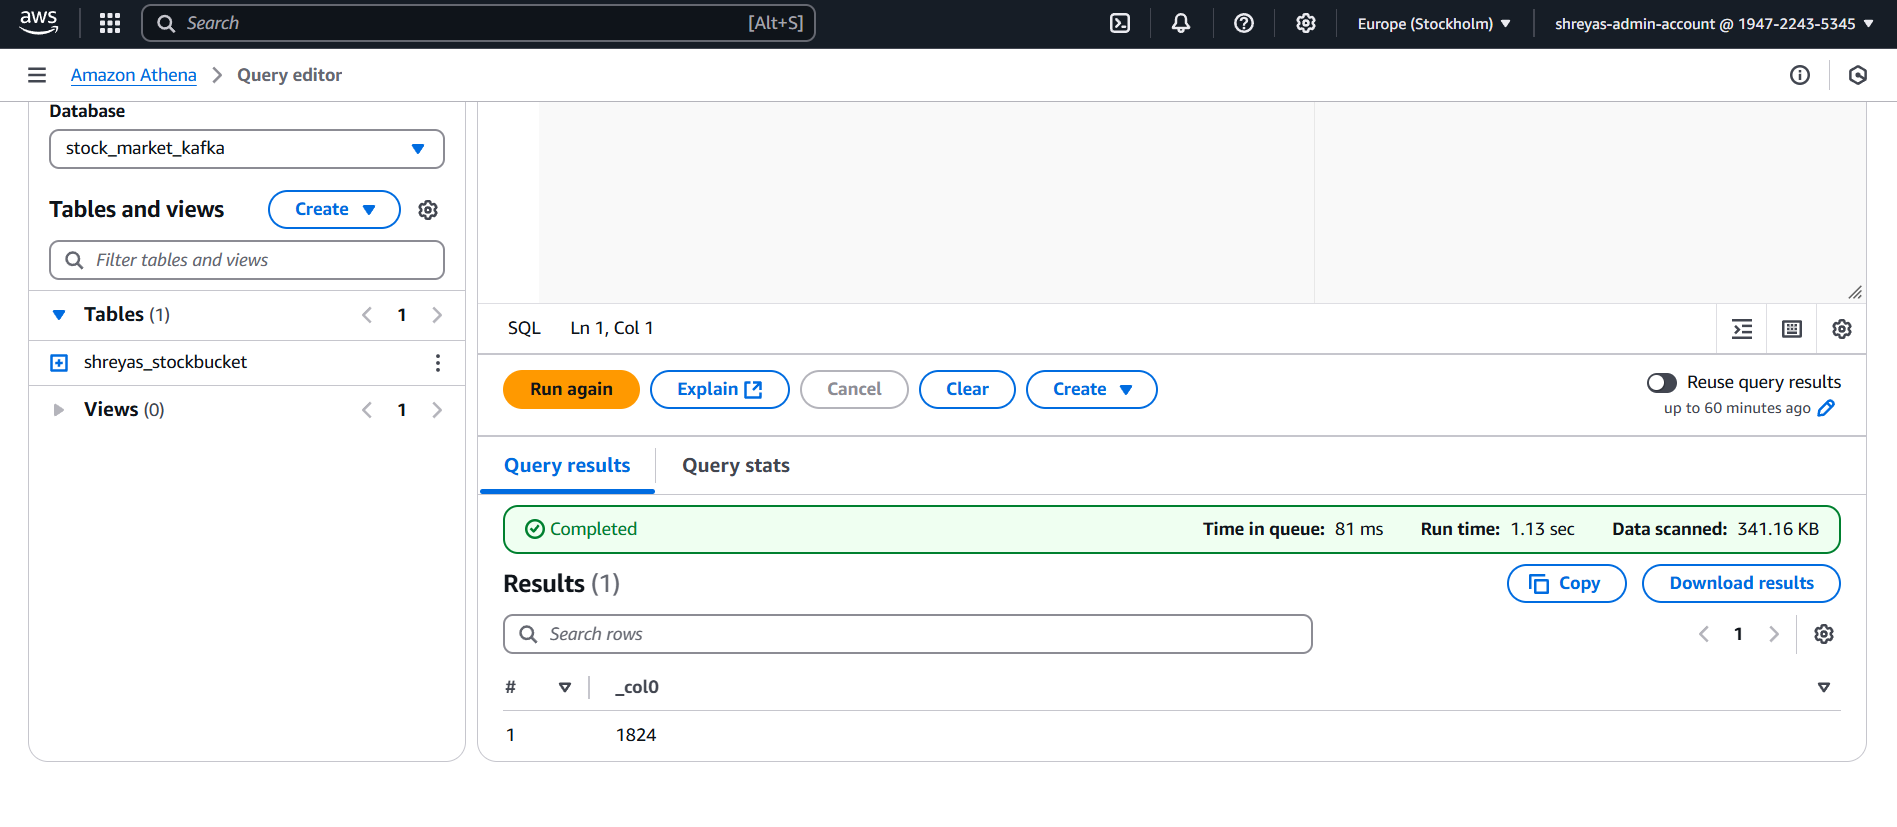 aws Search [Alt+S] Europe (Stockholm) shreyas-admin-account @ 1947-2243-5345
Amazon Athena Query editor
Database
stock_market_kafka
Tables and views Create
Filter tables and views
Tables (1) 1
shreyas_stockbucket
Views (0) 1
SQL Ln 1, Col 1
Run again Explain Cancel Clear Create Reuse query results
up to 60 minutes ago
Query results Query stats
Completed Time in queue: 81 ms Run time: 1.13 sec Data scanned: 341.16 KB
Results (1) Copy Download results
Search rows 1
# _col0
1 1824